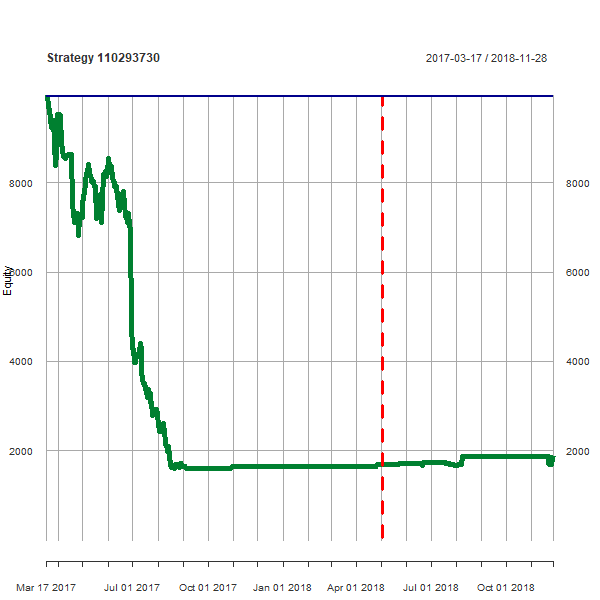 Strategy 110293730
2017-03-17 / 2018-11-28
8000
8000
6000
6000
Equity
4000
4000
2000
2000
Mar 17 2017
Jul 01 2017
Oct 01 2017
Jan 01 2018
Apr 01 2018
Jul 01 2018
Oct 01 2018